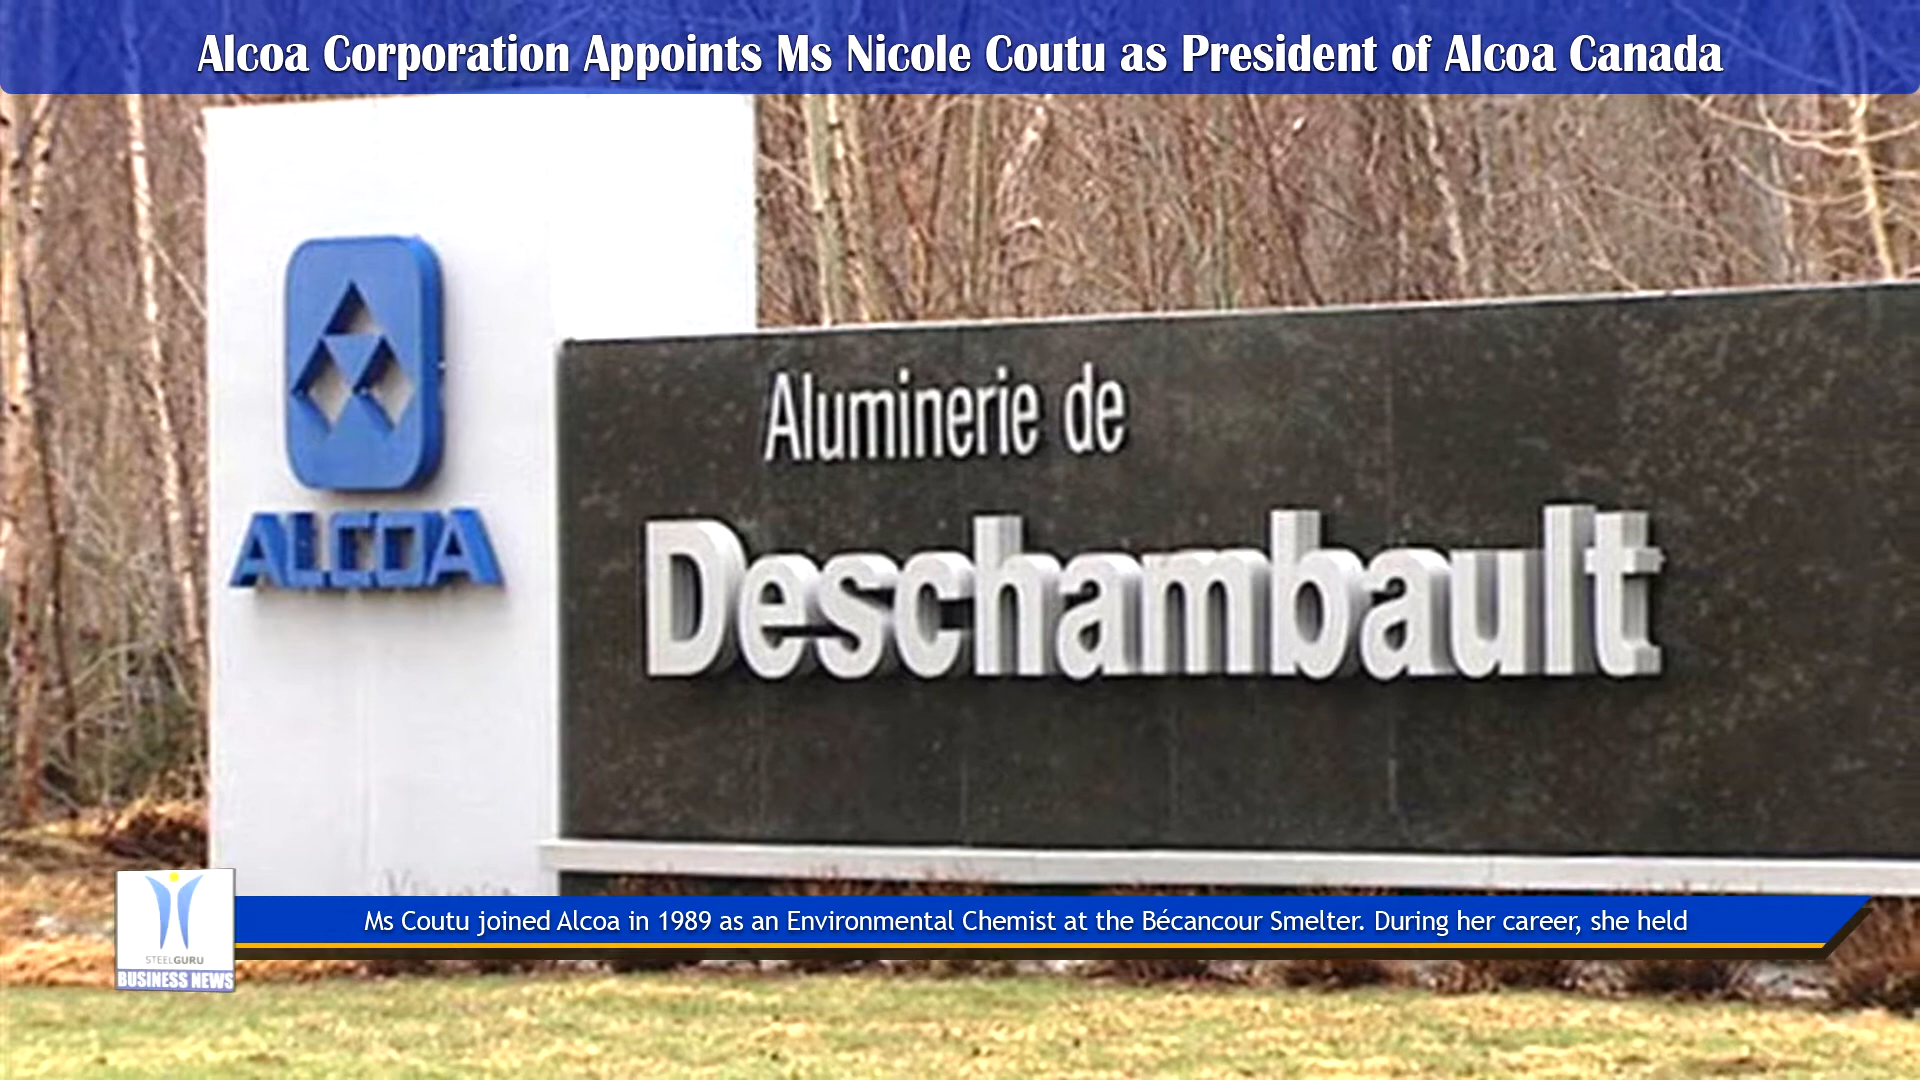 Alcoa Corporation Appoints Ms Nicole Coutu as President of Alcoa Canada
ALCOA
Aluminerie de
Deschambault
Ms Coutu joined Alcoa in 1989 as an Environmental Chemist at the Bécancour Smelter. During her career, she held
STEELGURU
BUSINESS NEWS